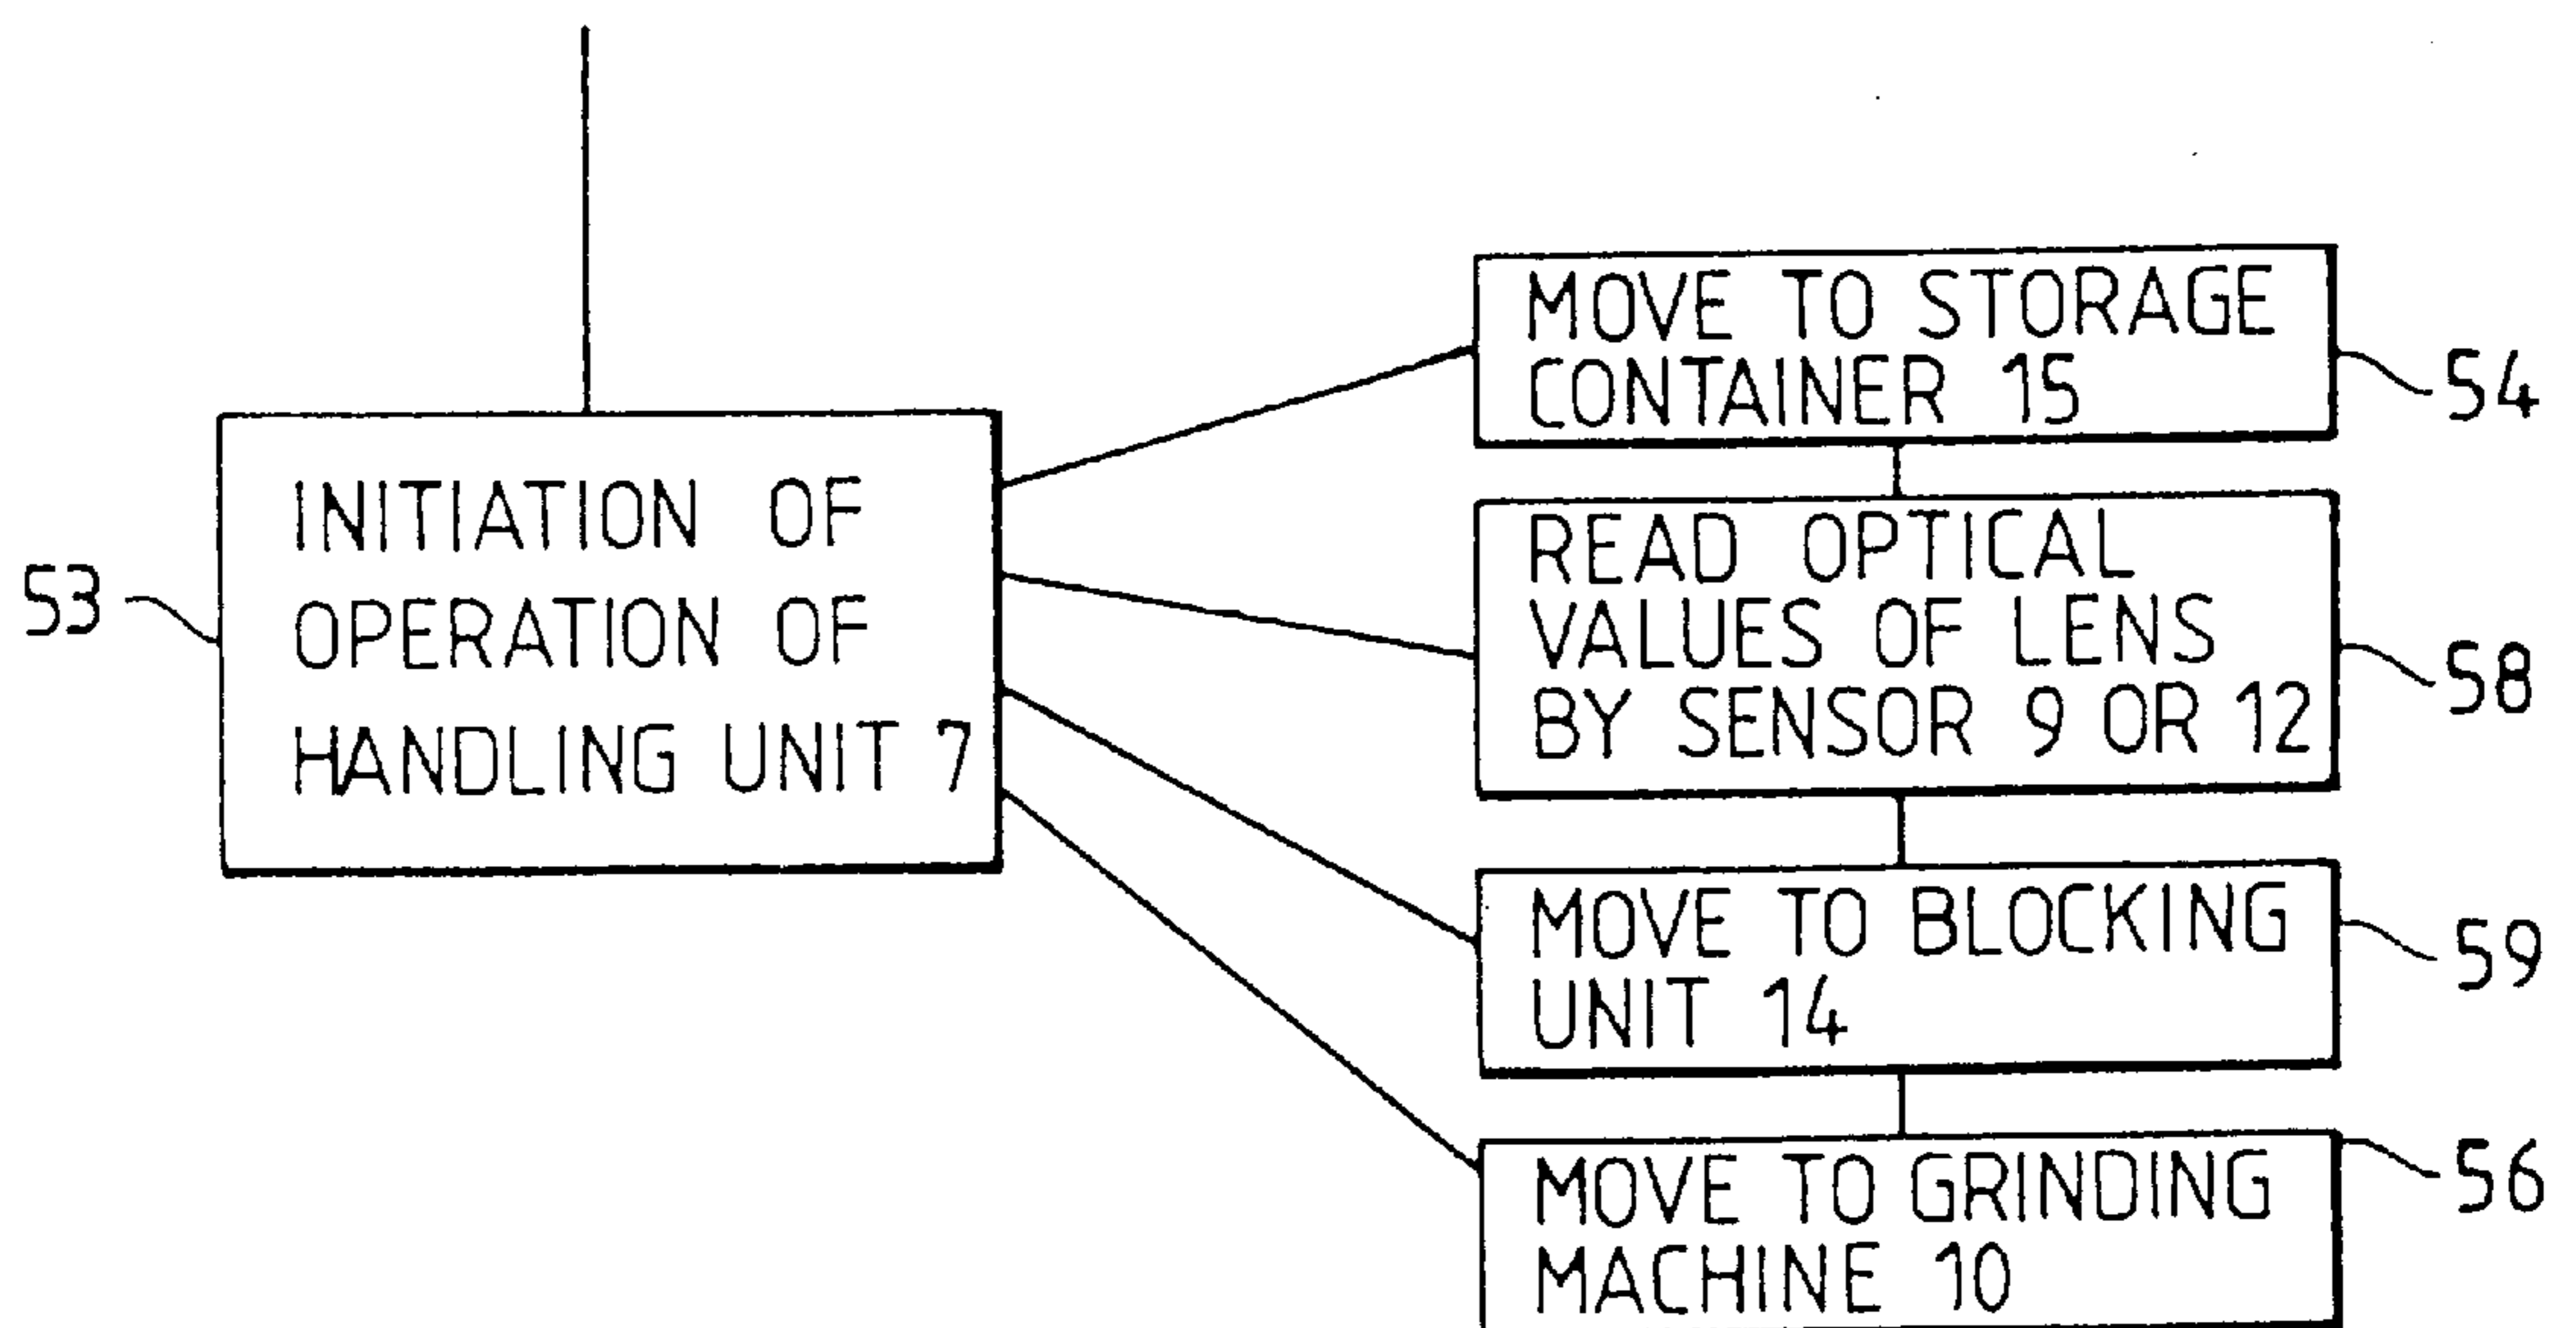 53
INITIATION OF
OPERATION OF
HANDLING UNIT 7
MOVE TO STORAGE
CONTAINER 15
54
READ OPTICAL
VALUES OF LENS
BY SENSOR 9 OR 12
58
MOVE TO BLOCKING
UNIT 14
59
MOVE TO GRINDING
MACHINE 10
56